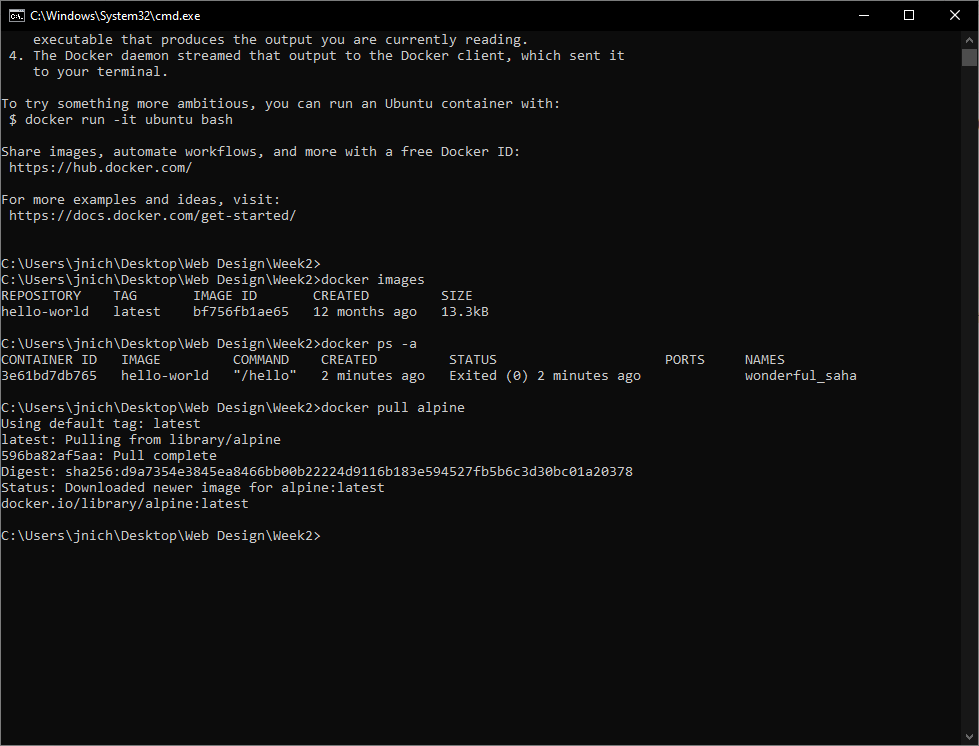 C:\Windows\System32\cmd.exe
    executable that produces the output you are currently reading.
 4. The Docker daemon streamed that output to the Docker client, which sent it
    to your terminal.
To try something more ambitious, you can run an Ubuntu container with:
 $ docker run -it ubuntu bash
Share images, automate workflows, and more with a free Docker ID:
 https://hub.docker.com/
For more examples and ideas, visit:
 https://docs.docker.com/get-started/
C:\Users\jnich\Desktop\Web Design\Week2>
C:\Users\jnich\Desktop\Web Design\Week2>docker images
REPOSITORY    TAG       IMAGE ID       CREATED         SIZE
hello-world   latest    bf756fb1ae65   12 months ago   13.3kB
C:\Users\jnich\Desktop\Web Design\Week2>docker ps -a
CONTAINER ID   IMAGE         COMMAND    CREATED         STATUS                     PORTS     NAMES
3e61bd7db765   hello-world   "/hello"   2 minutes ago   Exited (0) 2 minutes ago             wonderful_saha
C:\Users\jnich\Desktop\Web Design\Week2>docker pull alpine
Using default tag: latest
latest: Pulling from library/alpine
596ba82af5aa: Pull complete
Digest: sha256:d9a7354e3845ea8466bb00b22224d9116b183e594527fb5b6c3d30bc01a20378
Status: Downloaded newer image for alpine:latest
docker.io/library/alpine:latest
C:\Users\jnich\Desktop\Web Design\Week2>